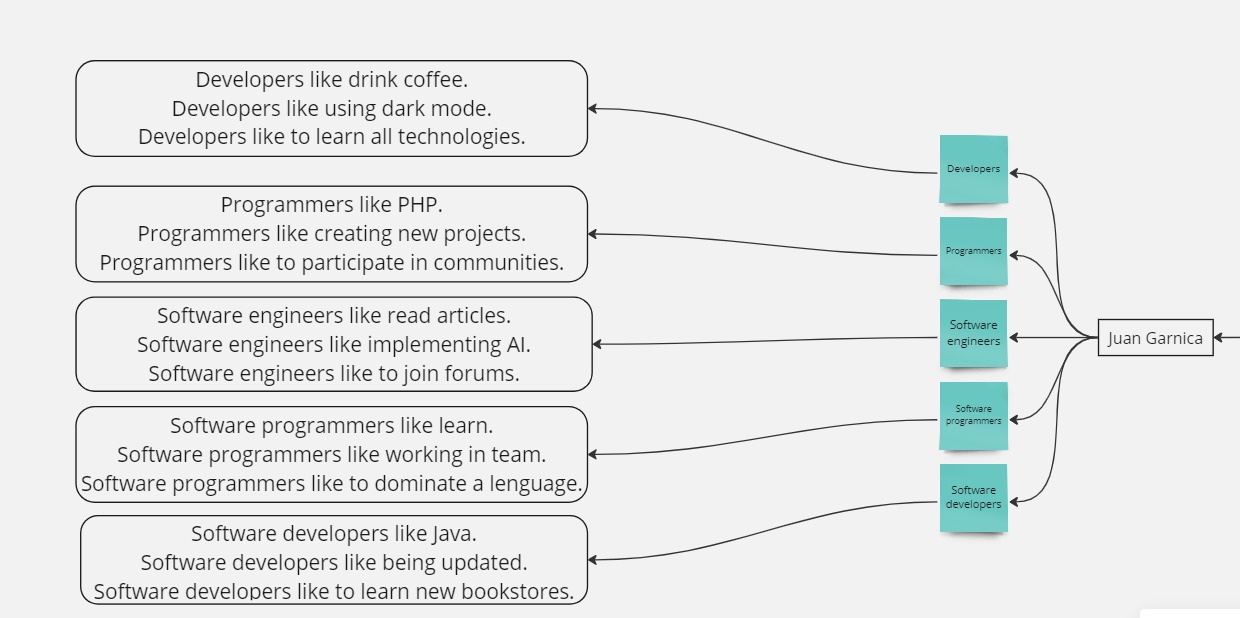 Developers like drink coffee.
Developers like using dark mode.
Developers like to learn all technologies.
Programmers like PHP.
Programmers like creating new projects.
Programmers like to participate in communities.
Software engineers like read articles.
Software engineers like implementing AI.
Software engineers like to join forums.
Software programmers like learn.
Software programmers like working in team.
Software programmers like to dominate a lenguage.
Software developers like Java.
Software developers like being updated.
Software developers like to learn new bookstores.
Developers
Programmers
Software
engineers
Software
programmers
Software
developers
Juan Garnica